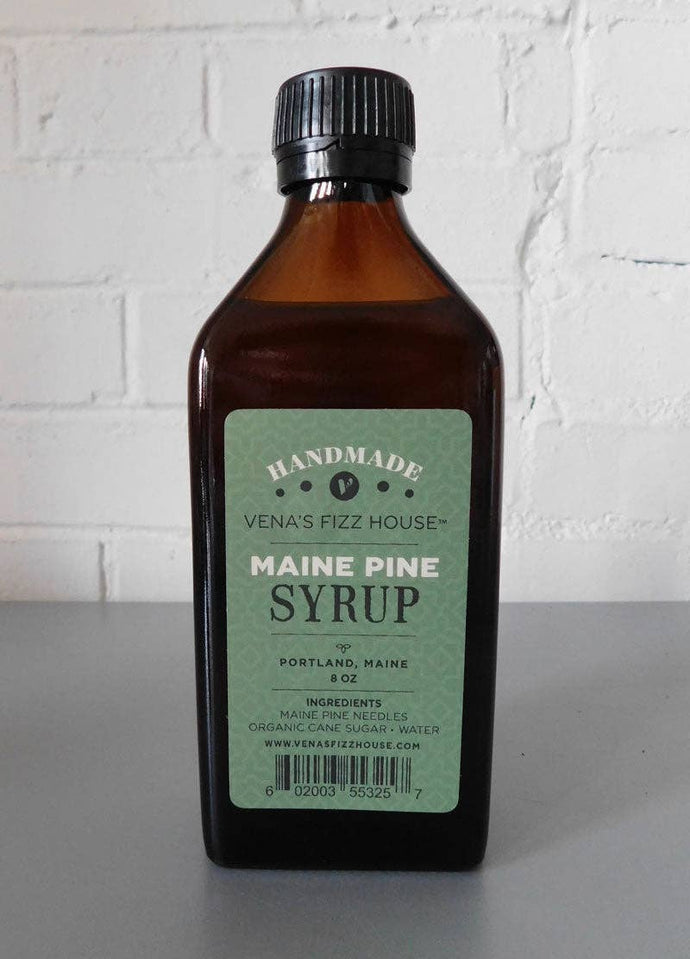 HANDMADE
V
VENA'S FIZZ HOUSE™
MAINE PINE
SYRUP
PORTLAND, MAINE
8 OZ
INGREDIENTS
MAINE PINE NEEDLES
ORGANIC CANE SUGAR • WATER
WWW.VENASFIZZHOUSE.COM
6 02003 55325 7